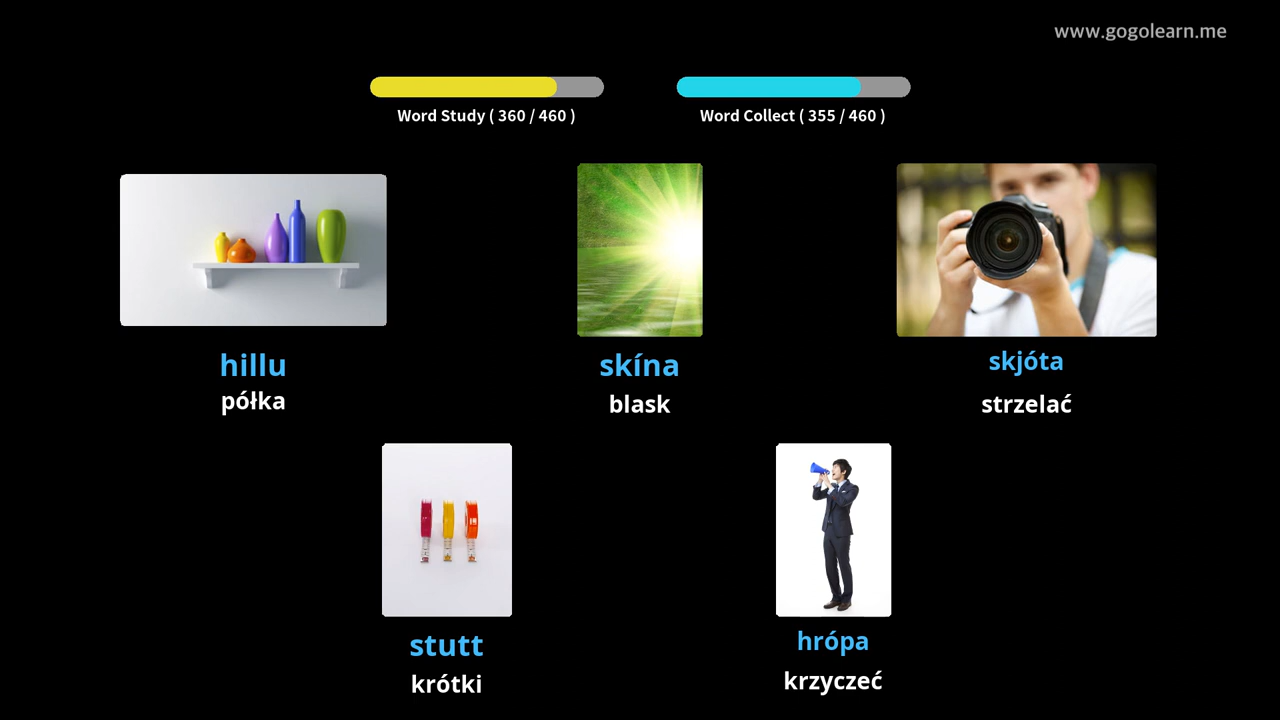 www.gogolearn.me
Word Study ( 360 / 460 )
Word Collect ( 355 / 460 )
hillu
półka
skína
blask
skjóta
strzelać
stutt
krótki
hrópa
krzyczeć